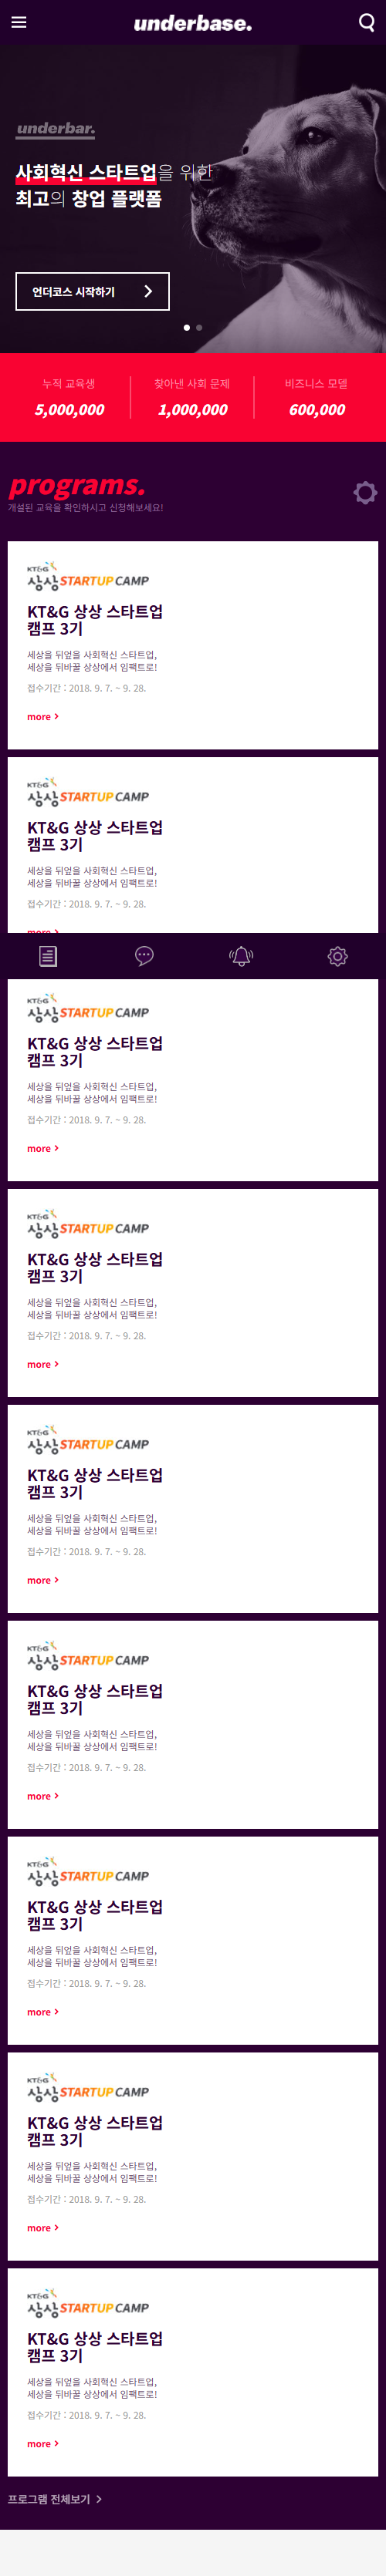 underbase.
underbar.
사회혁신 스타트업을 위한
최고의 창업 플랫폼
언더코스 시작하기
누적 교육생
5,000,000
찾아낸 사회 문제
1,000,000
비즈니스 모델
600,000
programs.
개설된 교육을 확인하시고 신청해보세요!
KT&G
상상 STARTUP CAMP
KT&G 상상 스타트업
캠프 3기
세상을 뒤엎을 사회혁신 스타트업,
세상을 뒤바꿀 상상에서 임팩트로!
접수기간 : 2018. 9. 7. ~ 9. 28.
more
KT&G
상상 STARTUP CAMP
KT&G 상상 스타트업
캠프 3기
세상을 뒤엎을 사회혁신 스타트업,
세상을 뒤바꿀 상상에서 임팩트로!
접수기간 : 2018. 9. 7. ~ 9. 28.
more
KT&G
상상 STARTUP CAMP
KT&G 상상 스타트업
캠프 3기
세상을 뒤엎을 사회혁신 스타트업,
세상을 뒤바꿀 상상에서 임팩트로!
접수기간 : 2018. 9. 7. ~ 9. 28.
more
KT&G
상상 STARTUP CAMP
KT&G 상상 스타트업
캠프 3기
세상을 뒤엎을 사회혁신 스타트업,
세상을 뒤바꿀 상상에서 임팩트로!
접수기간 : 2018. 9. 7. ~ 9. 28.
more
KT&G
상상 STARTUP CAMP
KT&G 상상 스타트업
캠프 3기
세상을 뒤엎을 사회혁신 스타트업,
세상을 뒤바꿀 상상에서 임팩트로!
접수기간 : 2018. 9. 7. ~ 9. 28.
more
KT&G
상상 STARTUP CAMP
KT&G 상상 스타트업
캠프 3기
세상을 뒤엎을 사회혁신 스타트업,
세상을 뒤바꿀 상상에서 임팩트로!
접수기간 : 2018. 9. 7. ~ 9. 28.
more
KT&G
상상 STARTUP CAMP
KT&G 상상 스타트업
캠프 3기
세상을 뒤엎을 사회혁신 스타트업,
세상을 뒤바꿀 상상에서 임팩트로!
접수기간 : 2018. 9. 7. ~ 9. 28.
more
KT&G
상상 STARTUP CAMP
KT&G 상상 스타트업
캠프 3기
세상을 뒤엎을 사회혁신 스타트업,
세상을 뒤바꿀 상상에서 임팩트로!
접수기간 : 2018. 9. 7. ~ 9. 28.
more
KT&G
상상 STARTUP CAMP
KT&G 상상 스타트업
캠프 3기
세상을 뒤엎을 사회혁신 스타트업,
세상을 뒤바꿀 상상에서 임팩트로!
접수기간 : 2018. 9. 7. ~ 9. 28.
more
프로그램 전체보기